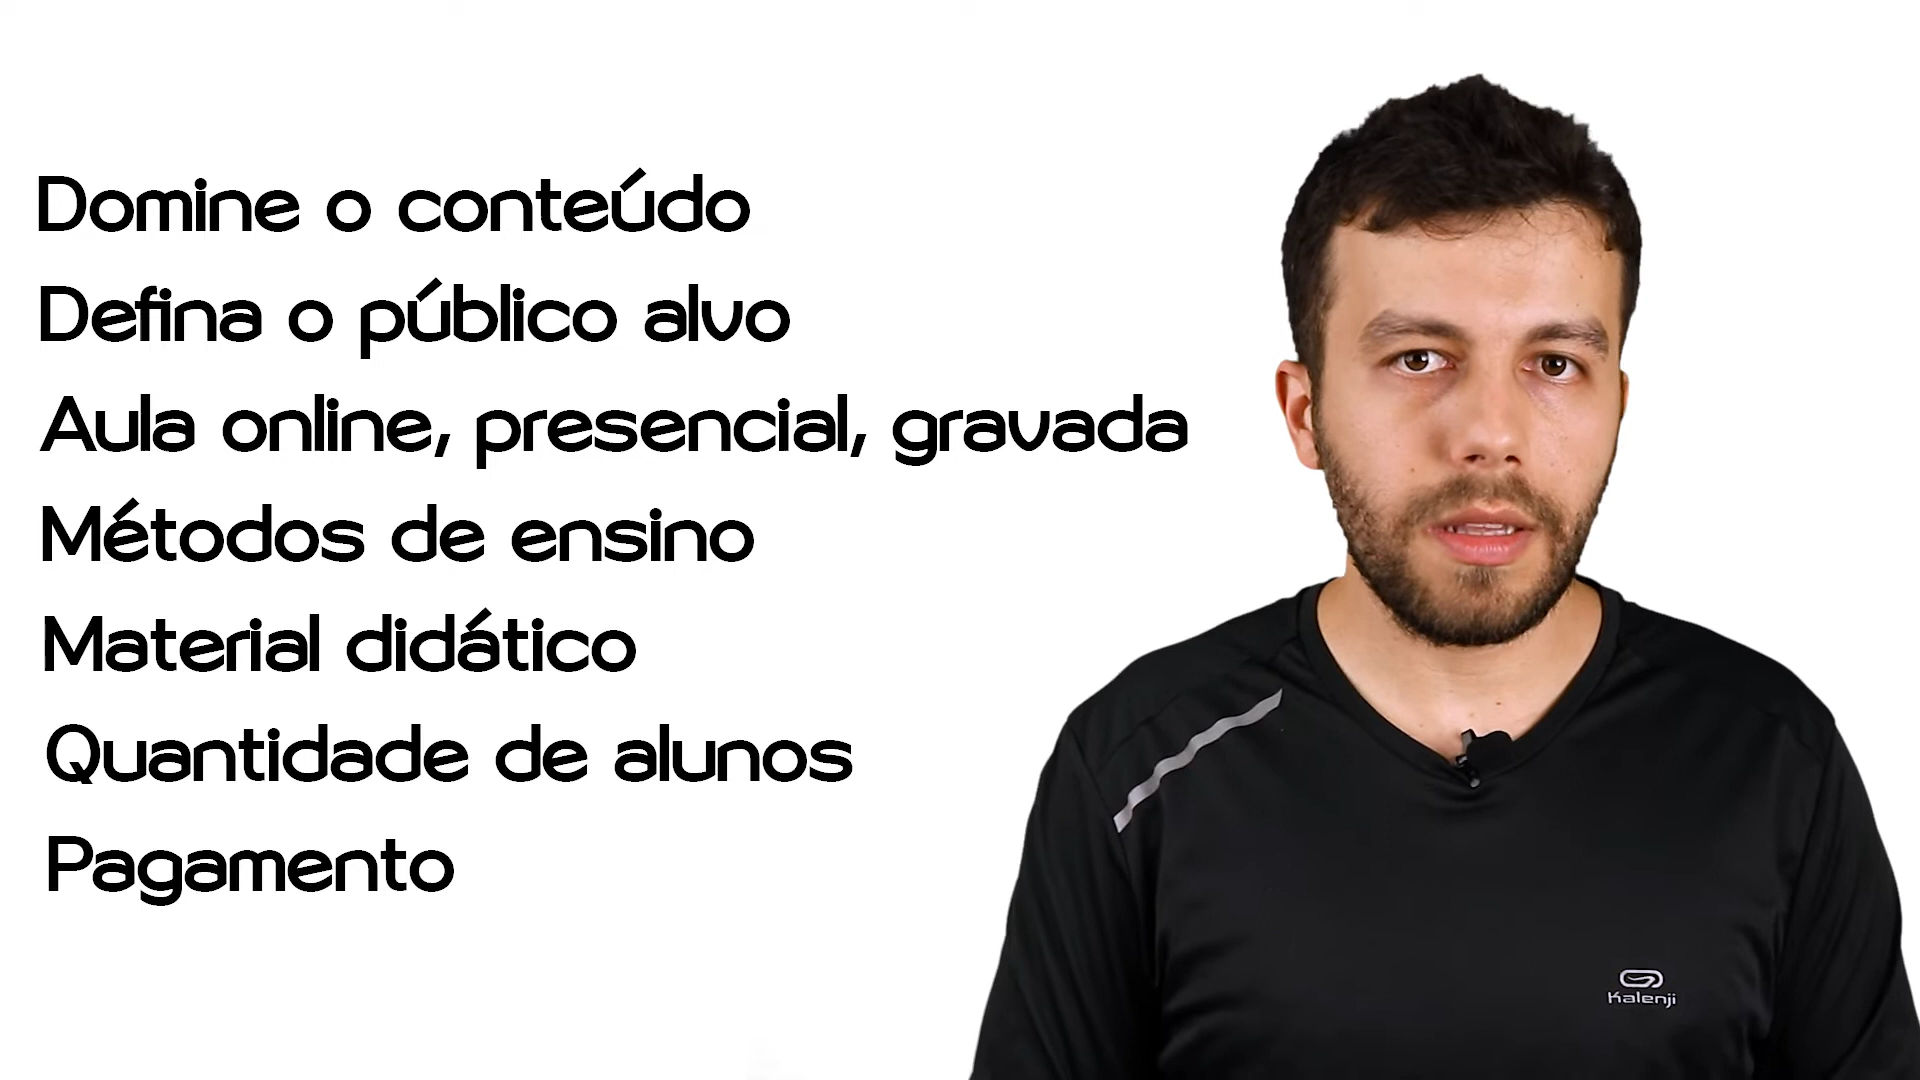 Domine o conteúdo
Defina o público alvo
Aula online, presencial, gravada
Métodos de ensino
Material didático
Quantidade de alunos
Pagamento
Kalenji